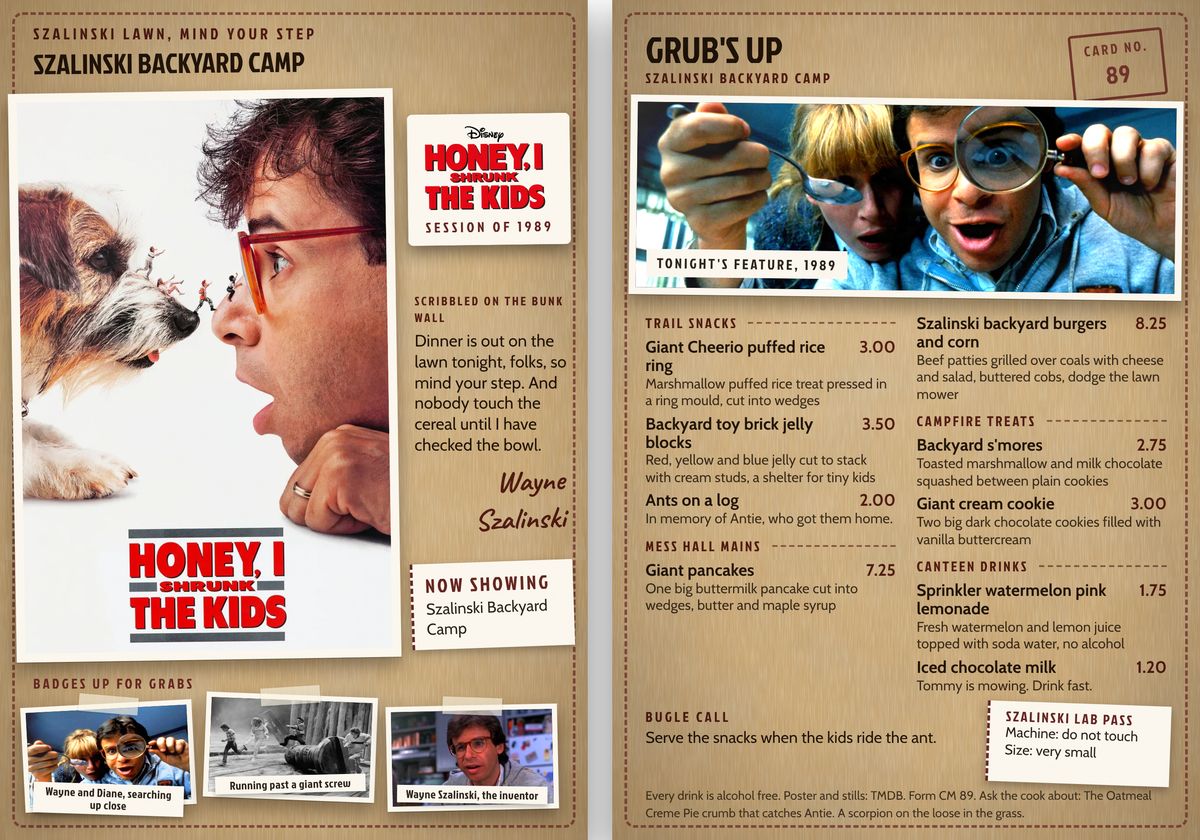 SZALINSKI LAWN, MIND YOUR STEP
SZALINSKI BACKYARD CAMP
Disney
HONEY, I
SHRUNK
THE KIDS
SESSION OF 1989
SCRIBBLED ON THE BUNK
WALL
Dinner is out on the
lawn tonight, folks, so
mind your step. And
nobody touch the
cereal until I have
checked the bowl.
Wayne
Szalinski
HONEY, I
SHRUNK
THE KIDS
NOW SHOWING
Szalinski Backyard
Camp
BADGES UP FOR GRABS
Wayne and Diane, searching
up close
Running past a giant screw
Wayne Szalinski, the inventor
GRUB'S UP
SZALINSKI BACKYARD CAMP
CARD NO.
89
TONIGHT'S FEATURE, 1989
TRAIL SNACKS
Giant Cheerio puffed rice 3.00
ring
Marshmallow puffed rice treat pressed in
a ring mould, cut into wedges
Backyard toy brick jelly 3.50
blocks
Red, yellow and blue jelly cut to stack
with cream studs, a shelter for tiny kids
Ants on a log 2.00
In memory of Antie, who got them home.
MESS HALL MAINS
Giant pancakes 7.25
One big buttermilk pancake cut into
wedges, butter and maple syrup
Szalinski backyard burgers 8.25
and corn
Beef patties grilled over coals with cheese
and salad, buttered cobs, dodge the lawn
mower
CAMPFIRE TREATS
Backyard s'mores 2.75
Toasted marshmallow and milk chocolate
squashed between plain cookies
Giant cream cookie 3.00
Two big dark chocolate cookies filled with
vanilla buttercream
CANTEEN DRINKS
Sprinkler watermelon pink 1.75
lemonade
Fresh watermelon and lemon juice
topped with soda water, no alcohol
Iced chocolate milk 1.20
Tommy is mowing. Drink fast.
BUGLE CALL
Serve the snacks when the kids ride the ant.
SZALINSKI LAB PASS
Machine: do not touch
Size: very small
Every drink is alcohol free. Poster and stills: TMDB. Form CM 89. Ask the cook about: The Oatmeal
Creme Pie crumb that catches Antie. A scorpion on the loose in the grass.